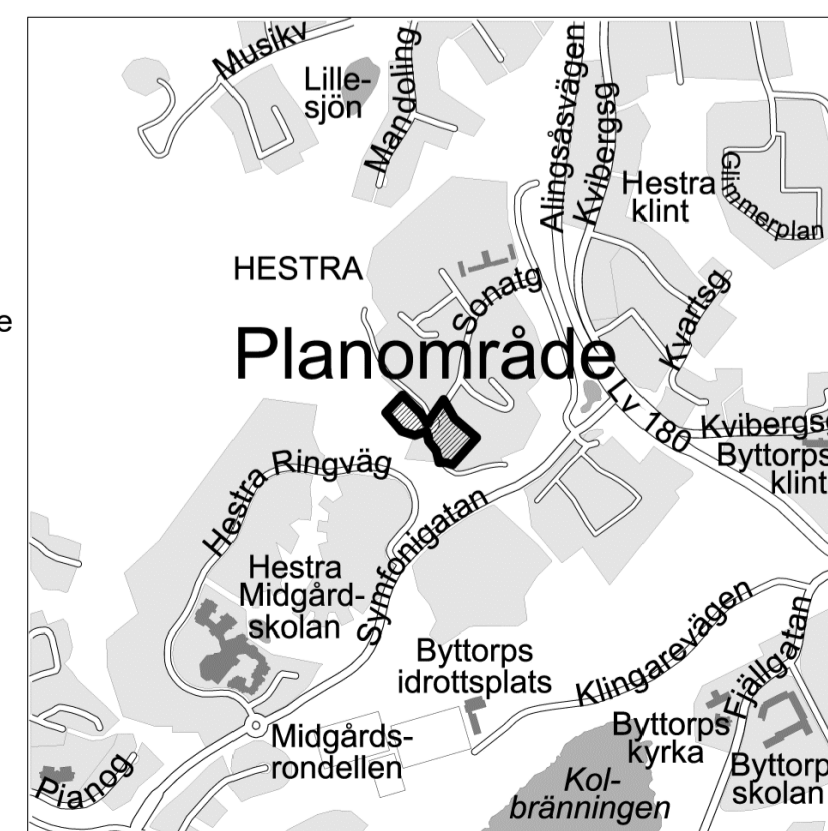 Musikv
Lille-
sjön
Mandoling
Alingsåsvägen
Kvibergsg
Hestra
klint
Glimmerplan
HESTRA
Sonatg
Kvartsg
e
Planområde
Lv 180
Kvibergsg
Byttorps
klint
Hestra Ringväg
Symfonigatan
Hestra
Midgård-
skolan
Byttorps
idrottsplats
Klingarevägen
Fjällgatan
Midgårds-
rondellen
Byttorps
kyrka
Byttorp
skolan
Pianog
Kol-
bränningen